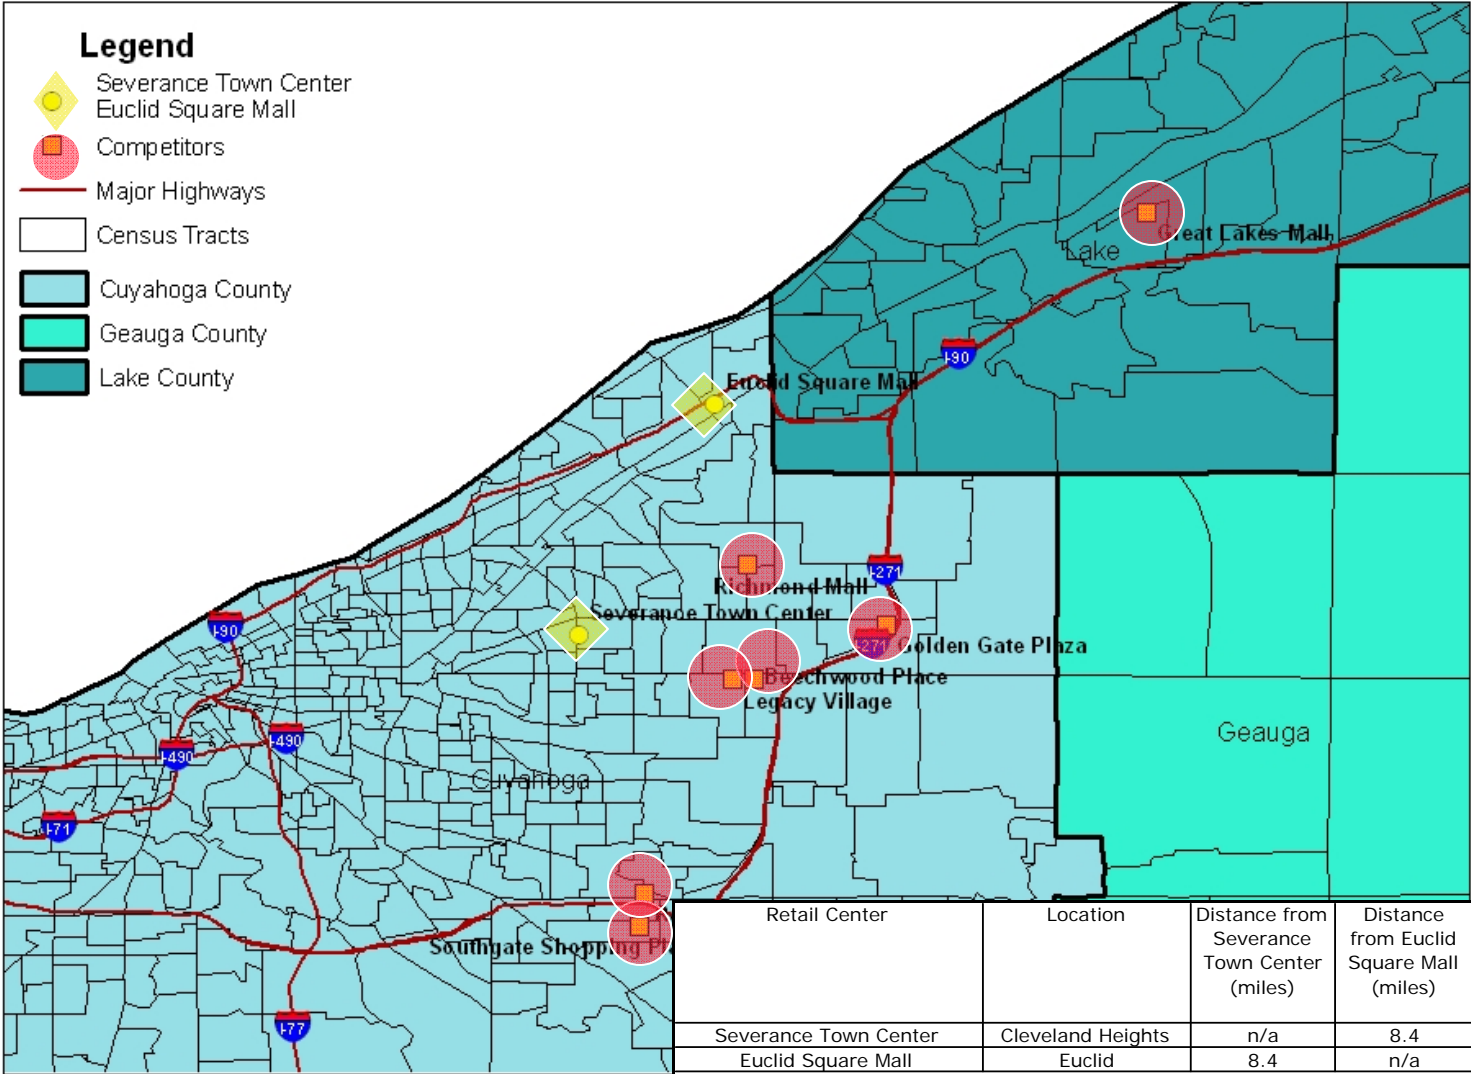 Legend
Severance Town Center
Euclid Square Mall
Competitors
Major Highways
Census Tracts
Cuyahoga County
Geauga County
Lake County
Great Lakes Mall
Lake
I-90
Euclid Square Mall
I-271
Richmond Mall
Severance Town Center
I-90
I-271
Golden Gate Plaza
Beechwood Place
Legacy Village
Geauga
I-490
I-490
Cuyahoga
I-71
Southgate Shopping
I-77
Retail Center Location Distance from Distance
Severance from Euclid
Town Center Square Mall
(miles) (miles)
Severance Town Center Cleveland Heights n/a 8.4
Euclid Square Mall Euclid 8.4 n/a